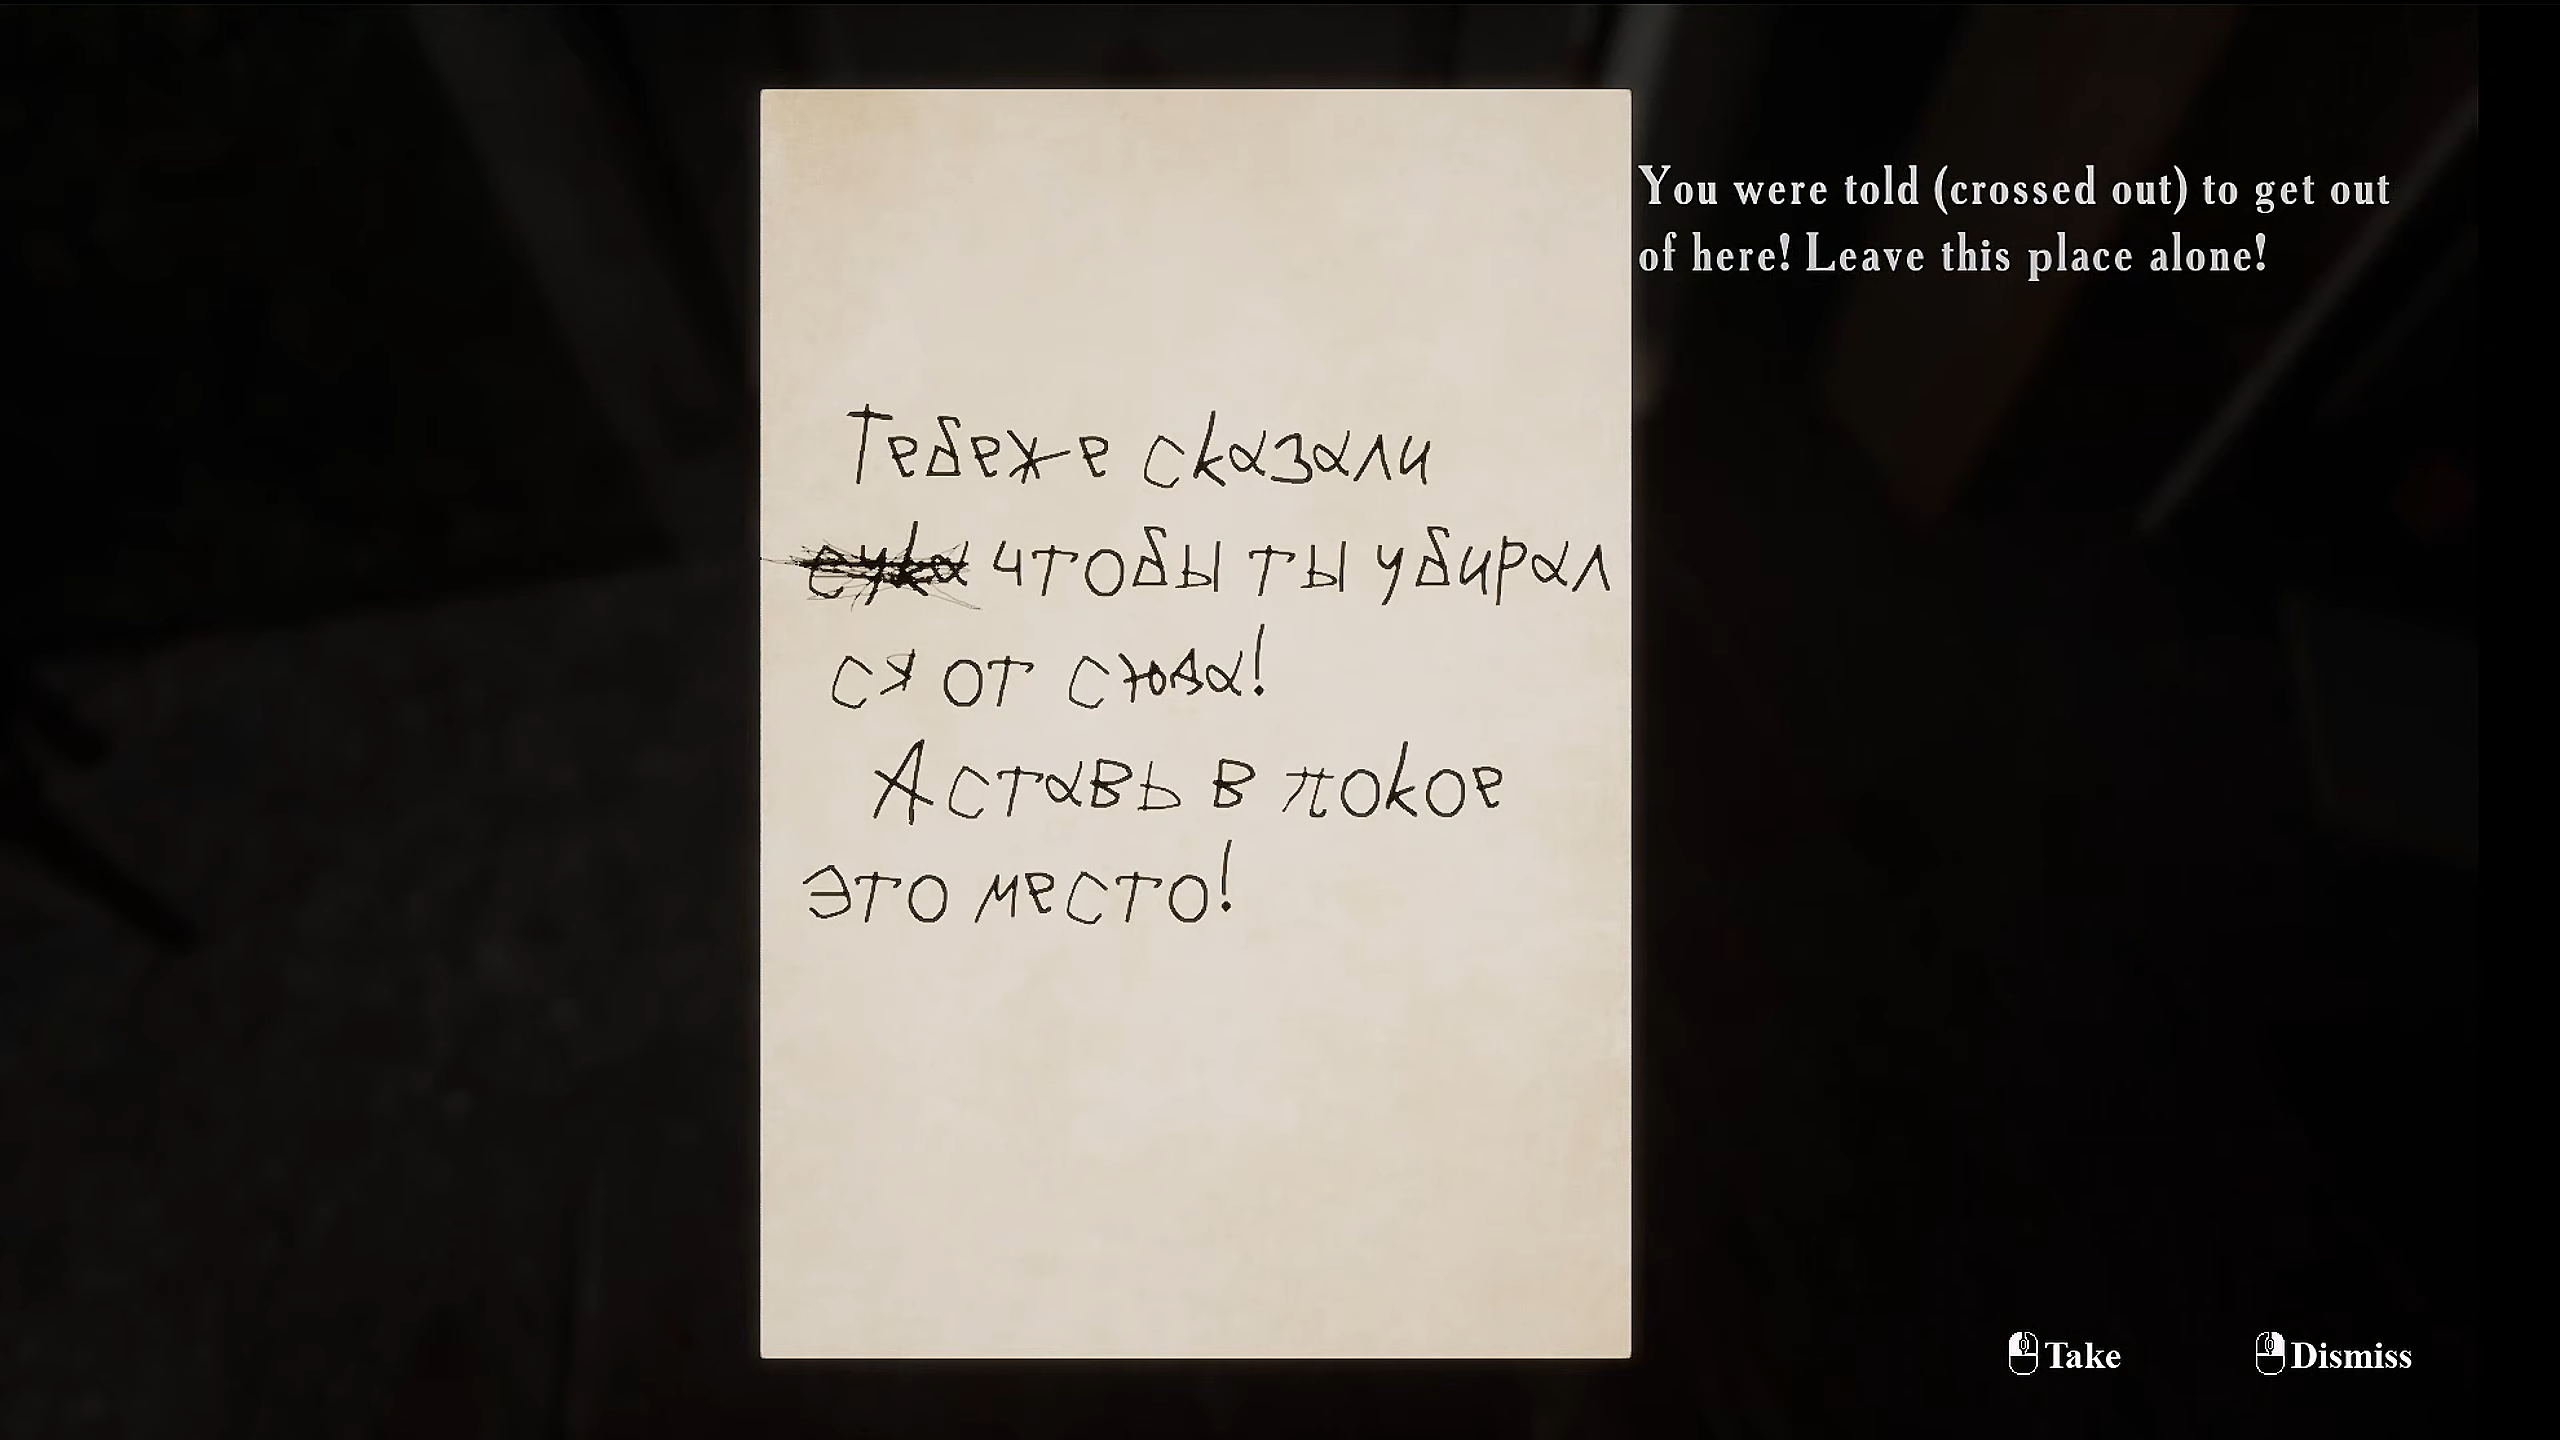 Тебеже сказали
сука чтобы ты убирал
ся от сюда!
Аставь в покое
это место!
You were told (crossed out) to get out
of here! Leave this place alone!
Take
Dismiss